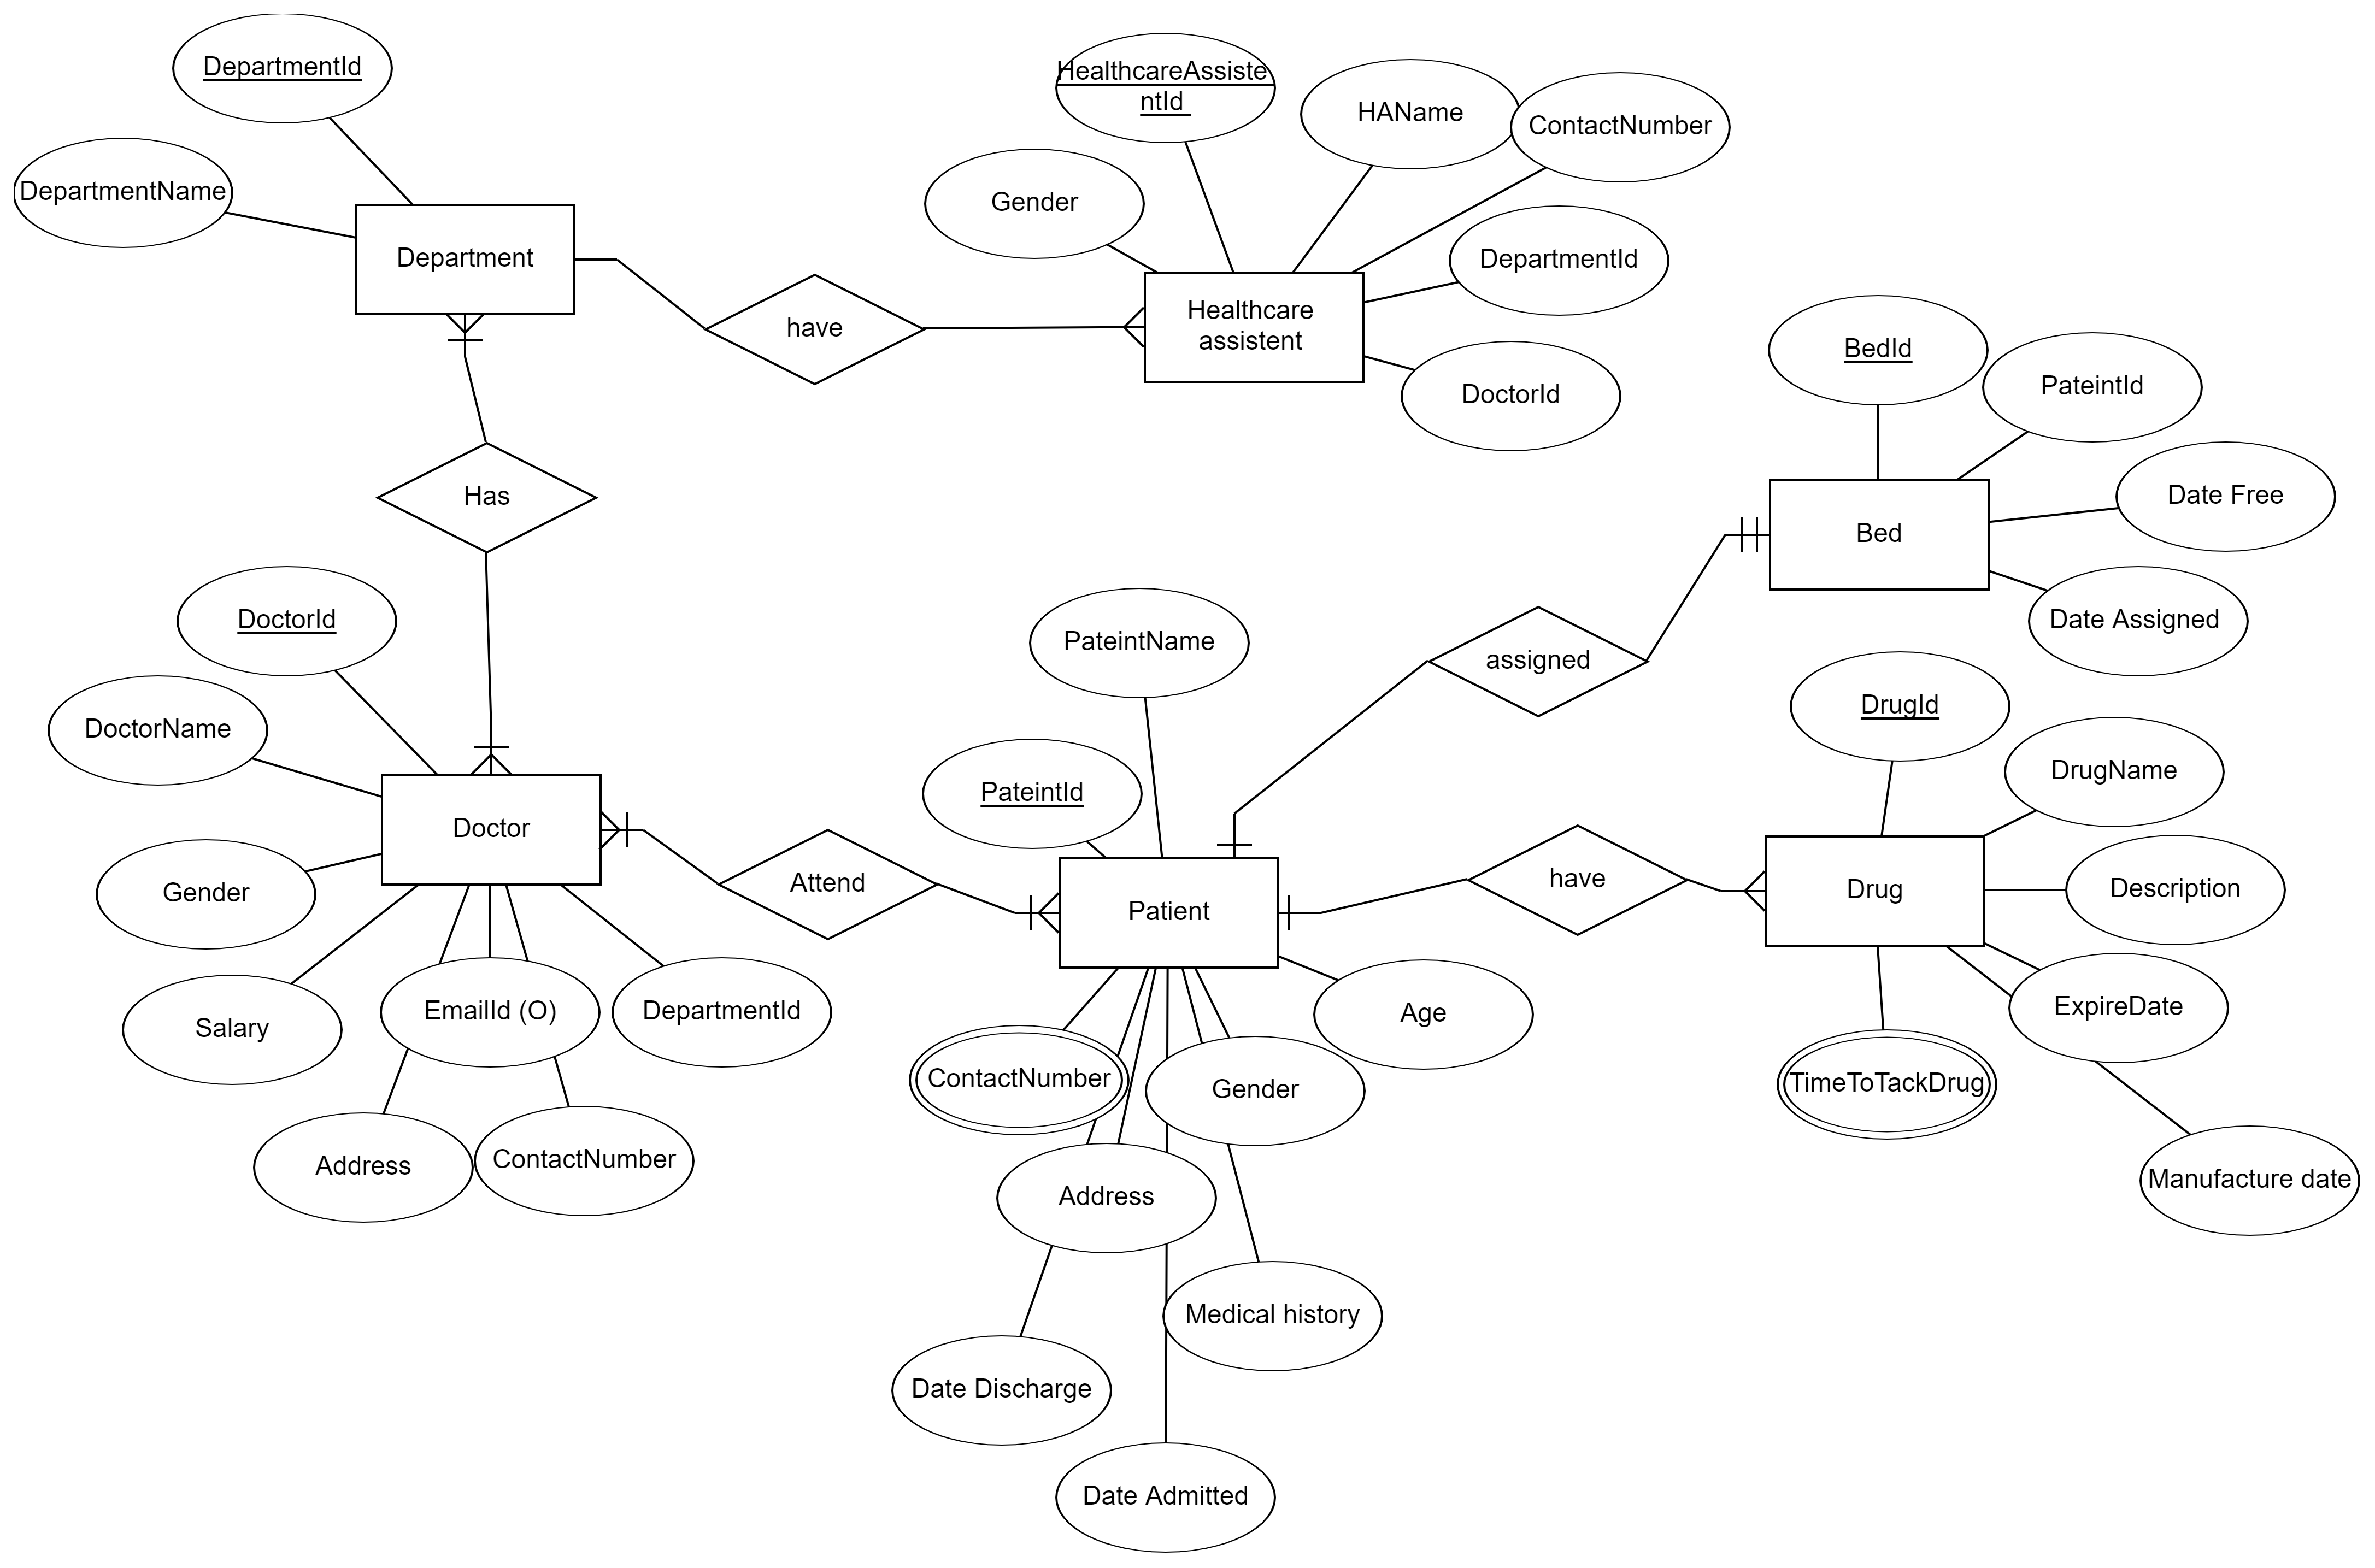 DepartmentId
DepartmentName
Department
have
HealthcareAssiste
ntId
HAName
ContactNumber
Gender
DepartmentId
Healthcare
assistent
DoctorId
Has
BedId
PateintId
Date Free
Bed
Date Assigned
assigned
DoctorId
DoctorName
Doctor
Gender
Salary
EmailId (O)
DepartmentId
Address
ContactNumber
Attend
PateintName
PateintId
Patient
have
Age
ContactNumber
Gender
Address
Medical history
Date Discharge
Date Admitted
DrugId
DrugName
Drug
Description
ExpireDate
TimeToTackDrug
Manufacture date